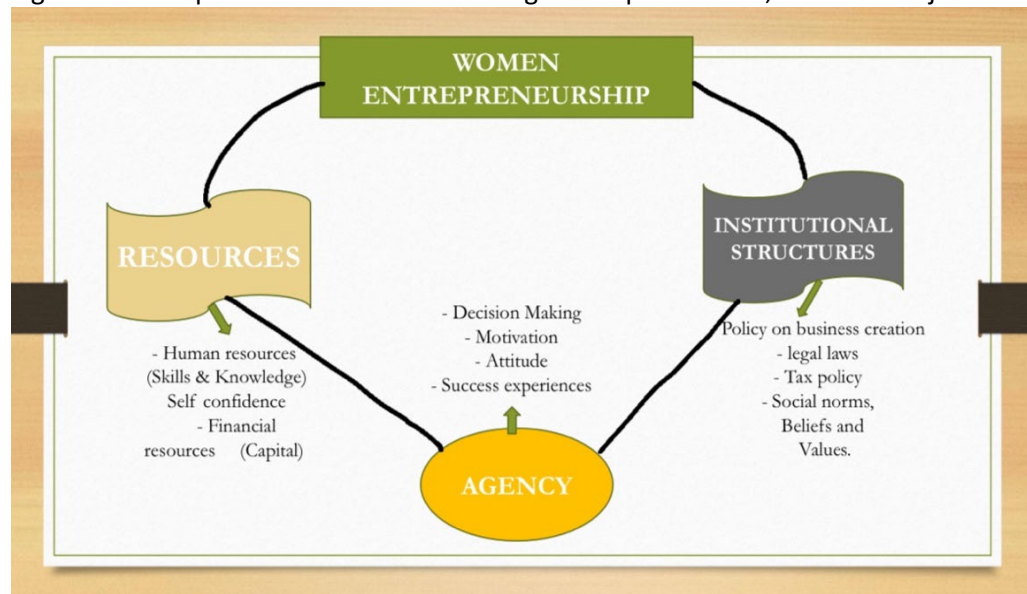 WOMEN
ENTREPRENEURSHIP
RESOURCES
INSTITUTIONAL
STRUCTURES
- Decision Making
- Motivation
- Attitude
- Success experiences
- Human resources
(Skills & Knowledge)
Self confidence
- Financial
resources (Capital)
Policy on business creation
- legal laws
- Tax policy
- Social norms,
Beliefs and
Values.
AGENCY